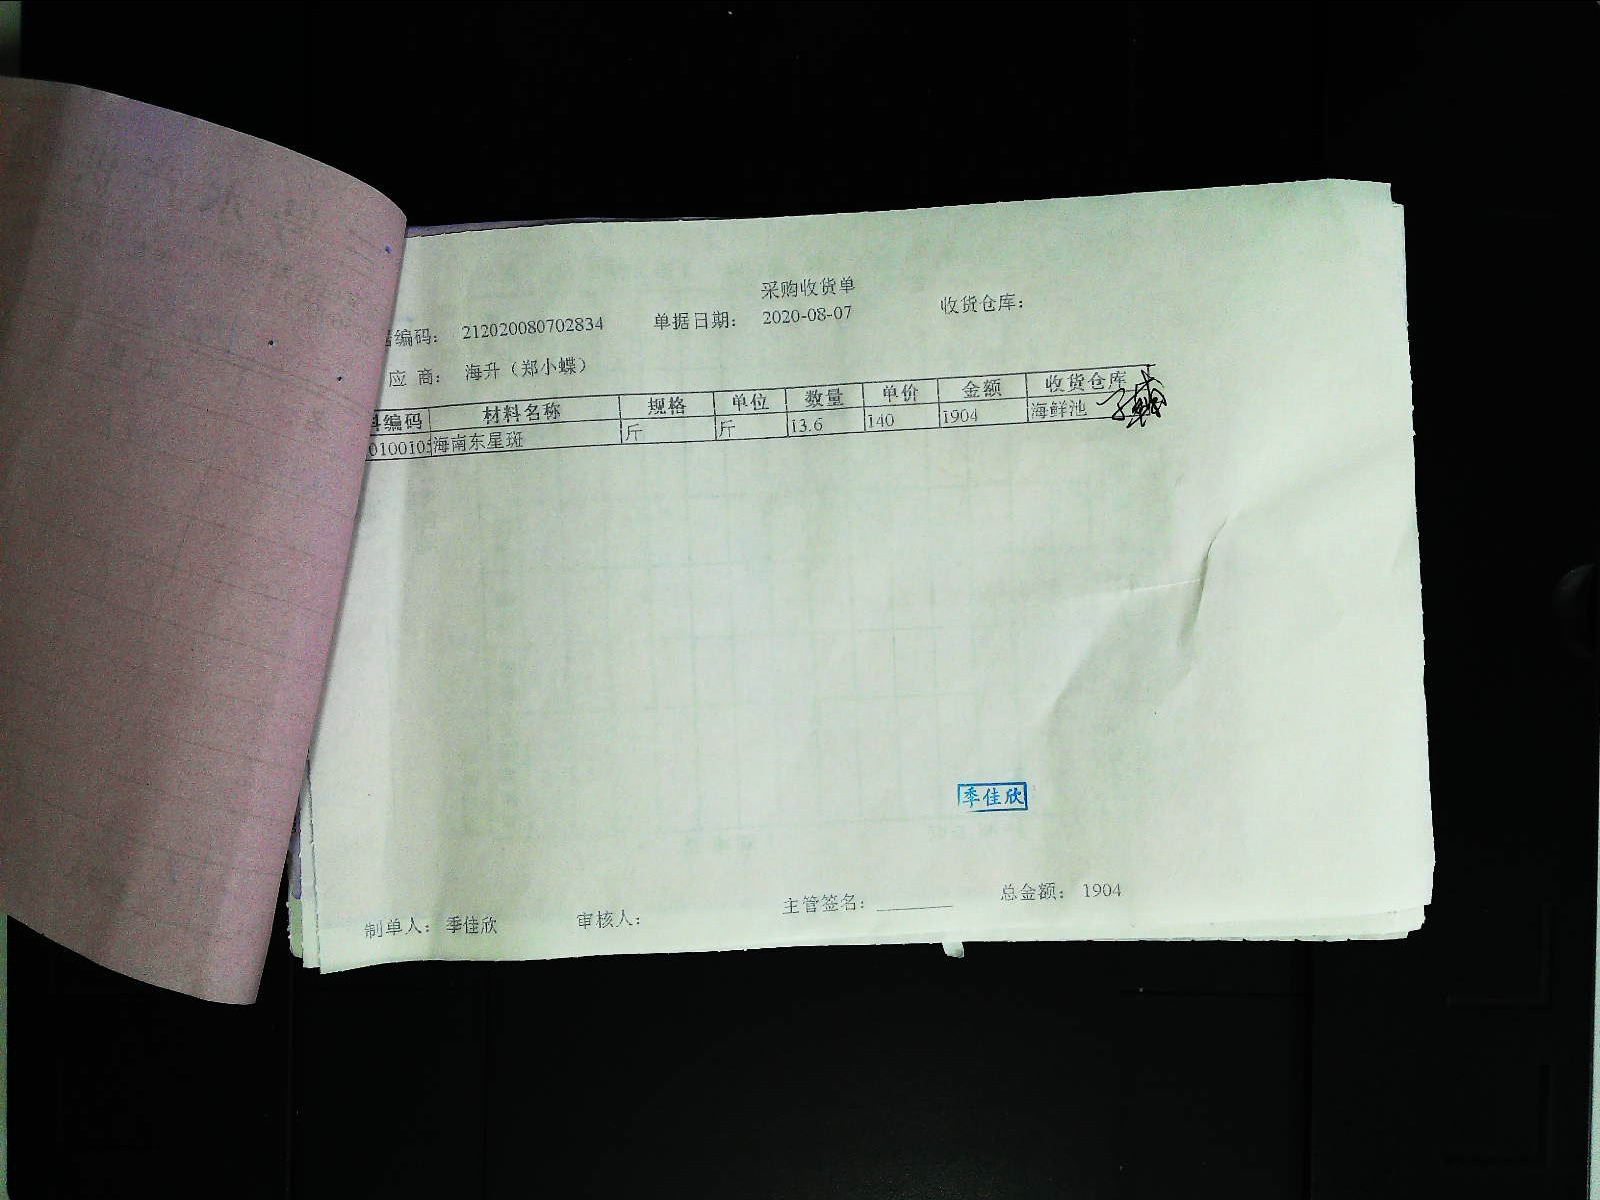 采购收货单
编码： 212020080702834 单据日期： 2020-08-07 收货仓库：
应 商： 海升（郑小蝶）
编码 材料名称 规格 单位 数量 单价 金额 收货仓库
010010 海南东星斑 斤 斤 13.6 140 1904 海鲜池
季佳欣
制单人： 季佳欣 审核人： 主管签名： ________ 总金额： 1904